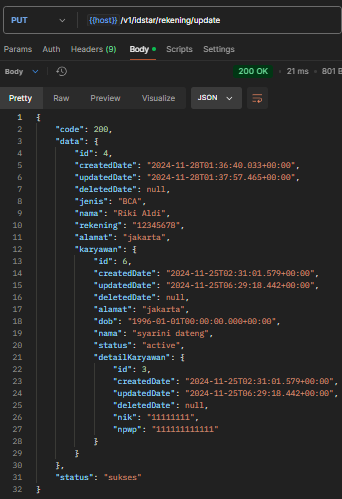 PUT {{host}} /v1/idstar/rekening/update
Params Auth Headers (9) Body Scripts Settings
Body 200 OK 21 ms 801 B
Pretty Raw Preview Visualize JSON
1 {
2 "code": 200,
3 "data": {
4 "id": 4,
5 "createdDate": "2024-11-28T01:36:40.033+00:00",
6 "updatedDate": "2024-11-28T01:37:57.465+00:00",
7 "deletedDate": null,
8 "jenis": "BCA",
9 "nama": "Riki Aldi",
10 "rekening": "12345678",
11 "alamat": "jakarta",
12 "karyawan": {
13 "id": 6,
14 "createdDate": "2024-11-25T02:31:01.579+00:00",
15 "updatedDate": "2024-11-25T06:29:18.442+00:00",
16 "deletedDate": null,
17 "alamat": "jakarta",
18 "dob": "1996-01-01T00:00:00.000+00:00",
19 "nama": "syarini dateng",
20 "status": "active",
21 "detailKaryawan": {
22 "id": 3,
23 "createdDate": "2024-11-25T02:31:01.579+00:00",
24 "updatedDate": "2024-11-25T06:29:18.442+00:00",
25 "deletedDate": null,
26 "nik": "11111111",
27 "npwp": "111111111111"
28 }
29 }
30 },
31 "status": "sukses"
32 }